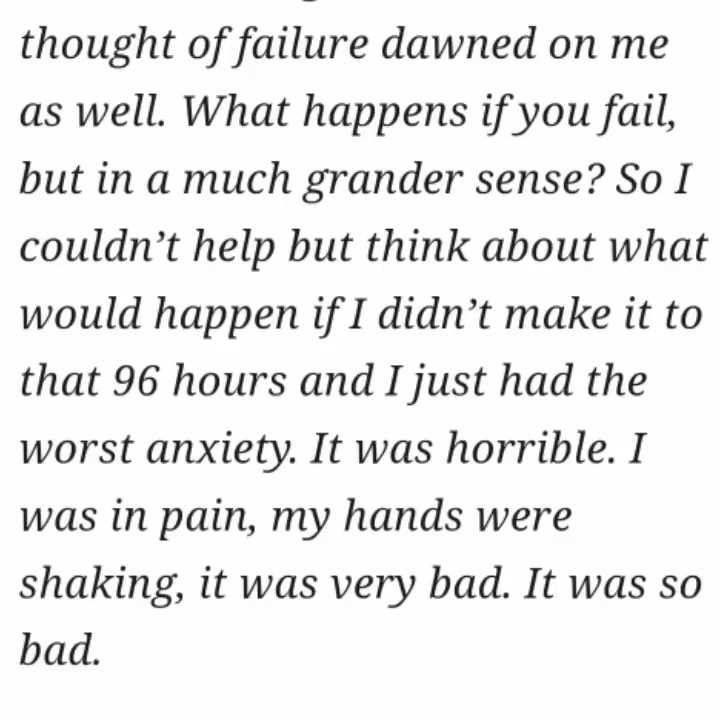 thought of failure dawned on me
as well. What happens if you fail,
but in a much grander sense? So I
couldn’t help but think about what
would happen if I didn’t make it to
that 96 hours and I just had the
worst anxiety. It was horrible. I
was in pain, my hands were
shaking, it was very bad. It was so
bad.